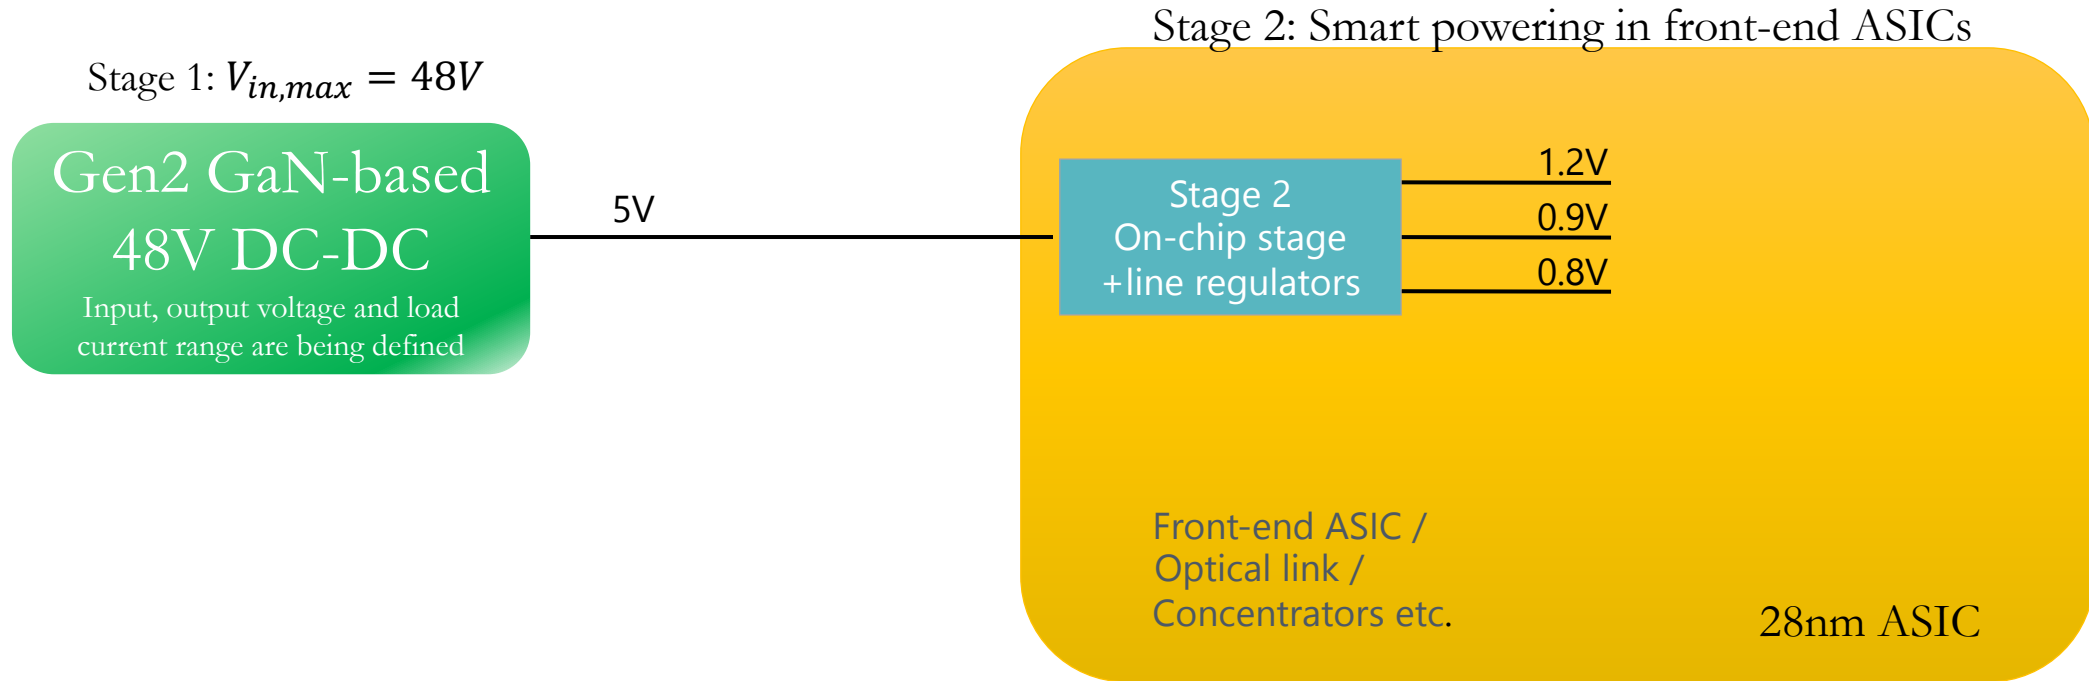 Stage 2: Smart powering in front-end ASICs
Stage 1: V_{in,max} = 48V
Gen2 GaN-based
48V DC-DC
Input, output voltage and load
current range are being defined
5V
Stage 2
On-chip stage
+line regulators
1.2V
0.9V
0.8V
Front-end ASIC /
Optical link /
Concentrators etc.
28nm ASIC